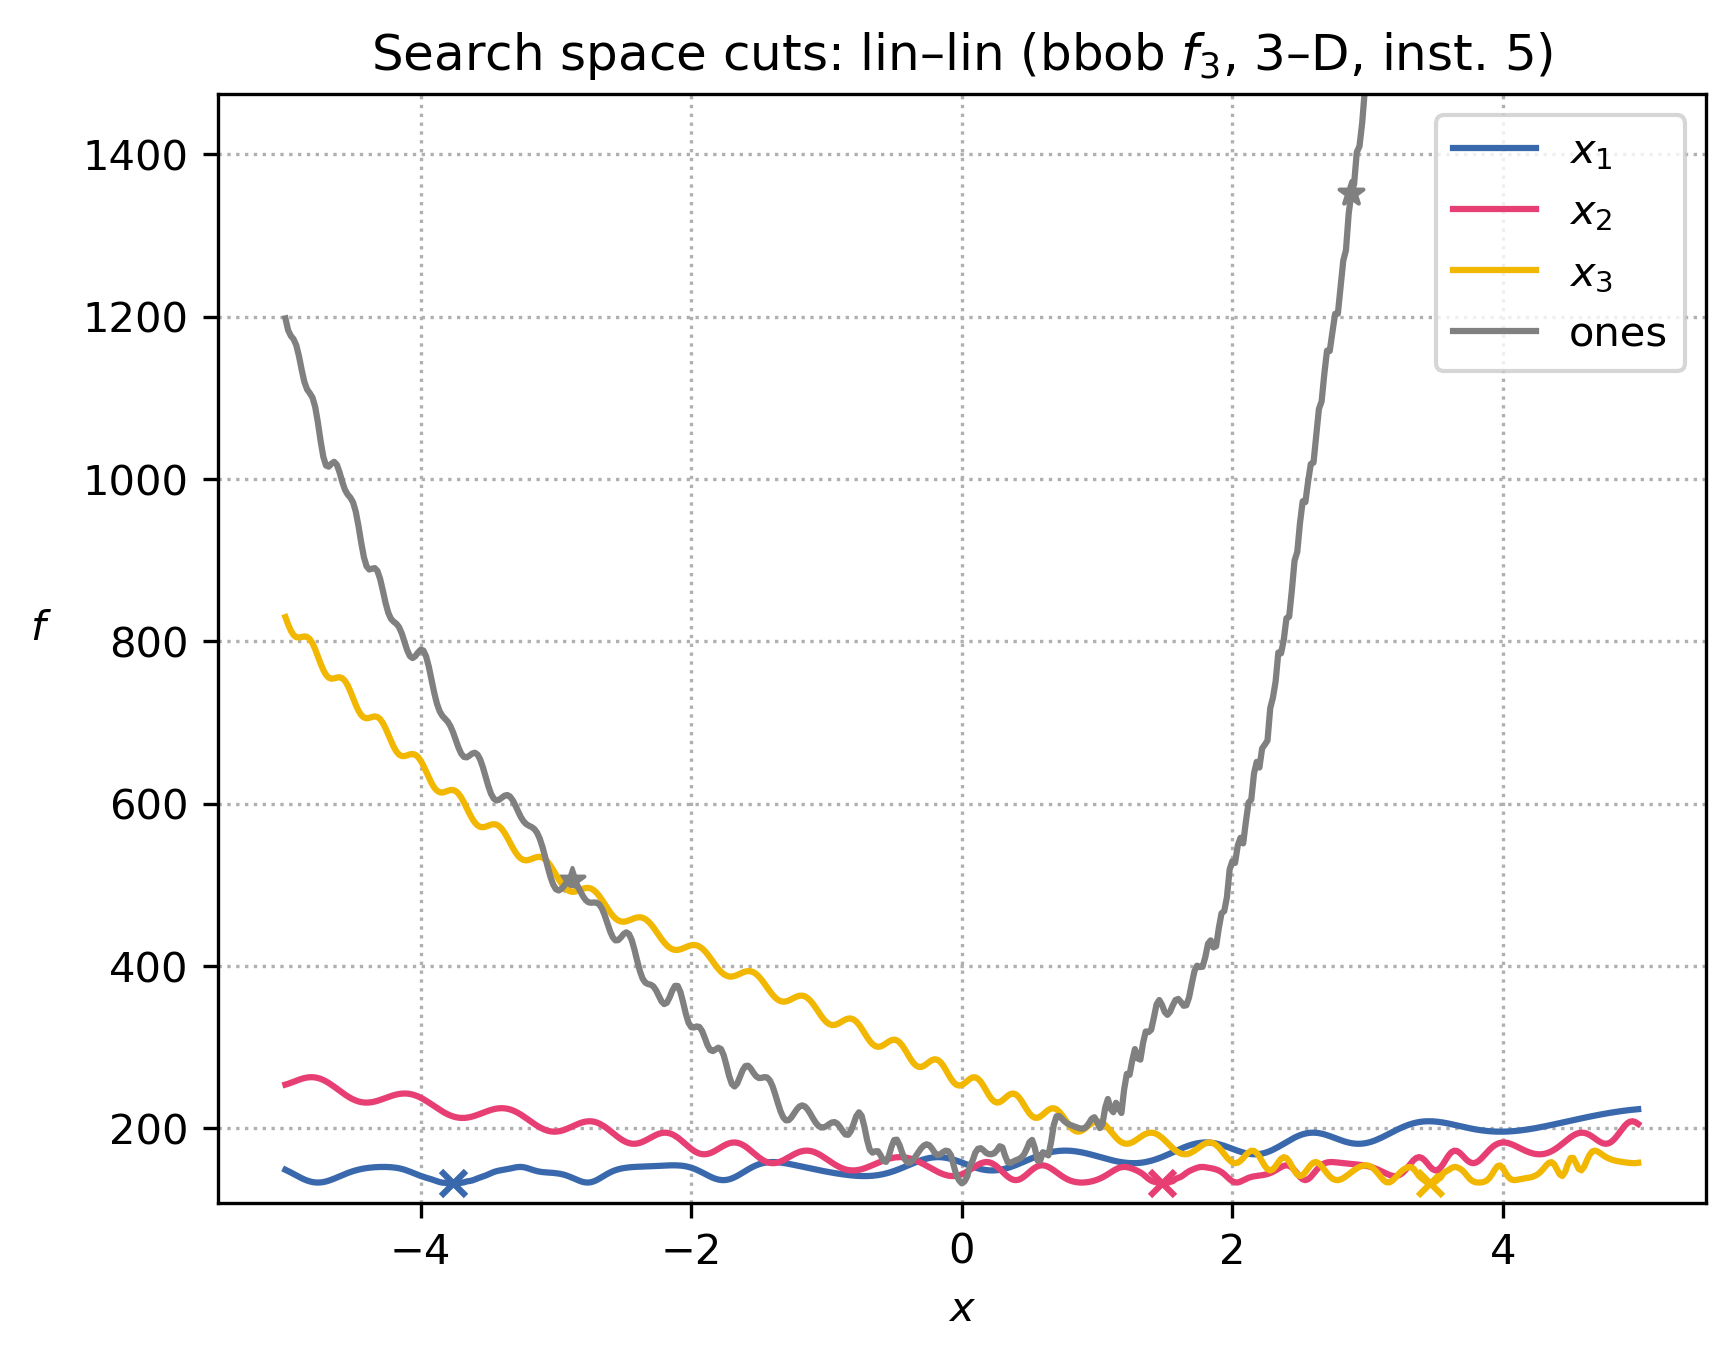 Search space cuts: lin–lin (bbob f₃, 3–D, inst. 5)
x₁
x₂
x₃
ones
1400
1200
1000
800
600
400
200
f
−4 −2 0 2 4
x